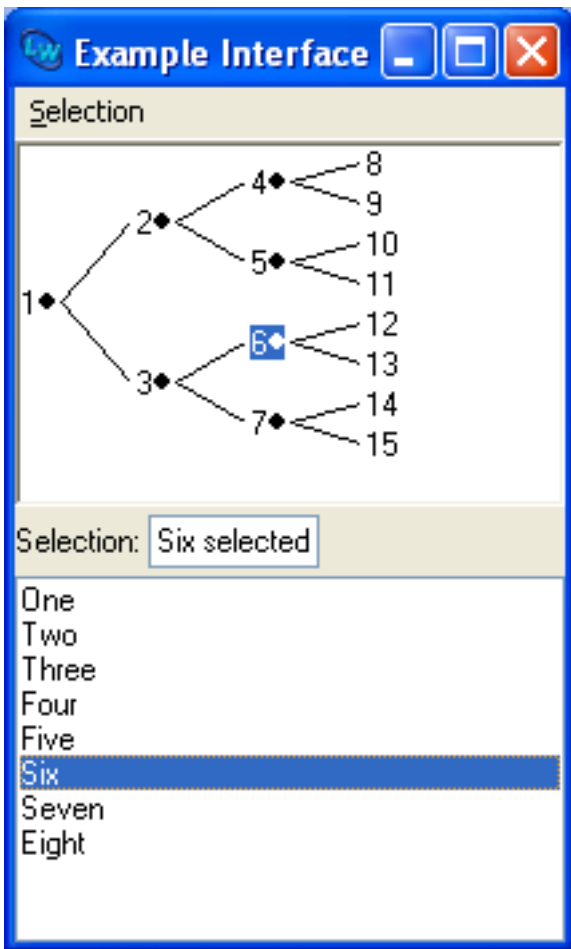 Example Interface
Selection
8
4
9
2
10
5
11
1
12
6
13
3
14
7
15
Selection: Six selected
One
Two
Three
Four
Five
Six
Seven
Eight